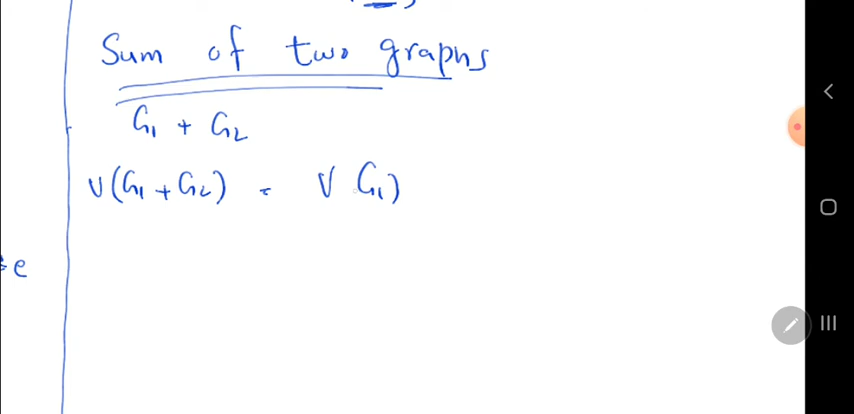 Sum of two graphs
G₁ + G₂
V(G₁ + G₂) = V G₁)
e